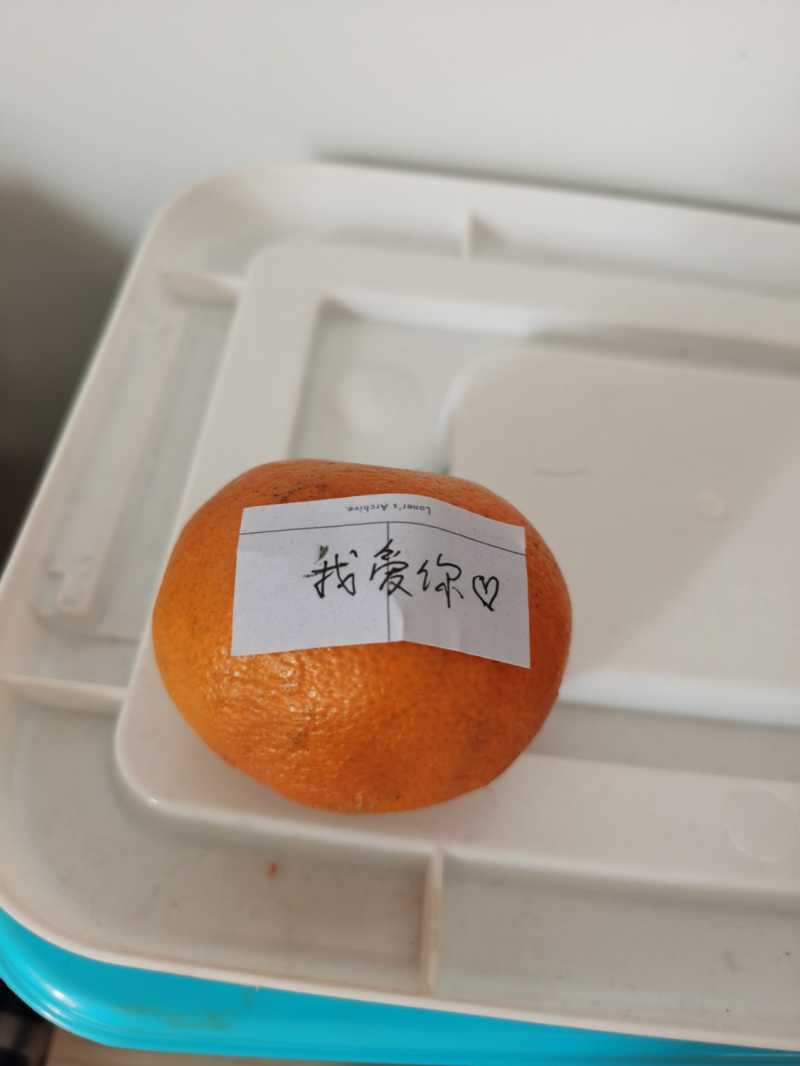 Loner's Archive.
我爱你♡